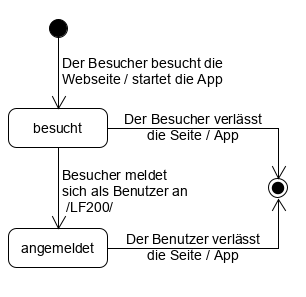 Der Besucher besucht die
Webseite / startet die App
besucht
Der Besucher verlässt
die Seite / App
Besucher meldet
sich als Benutzer an
/LF200/
angemeldet
Der Benutzer verlässt
die Seite / App